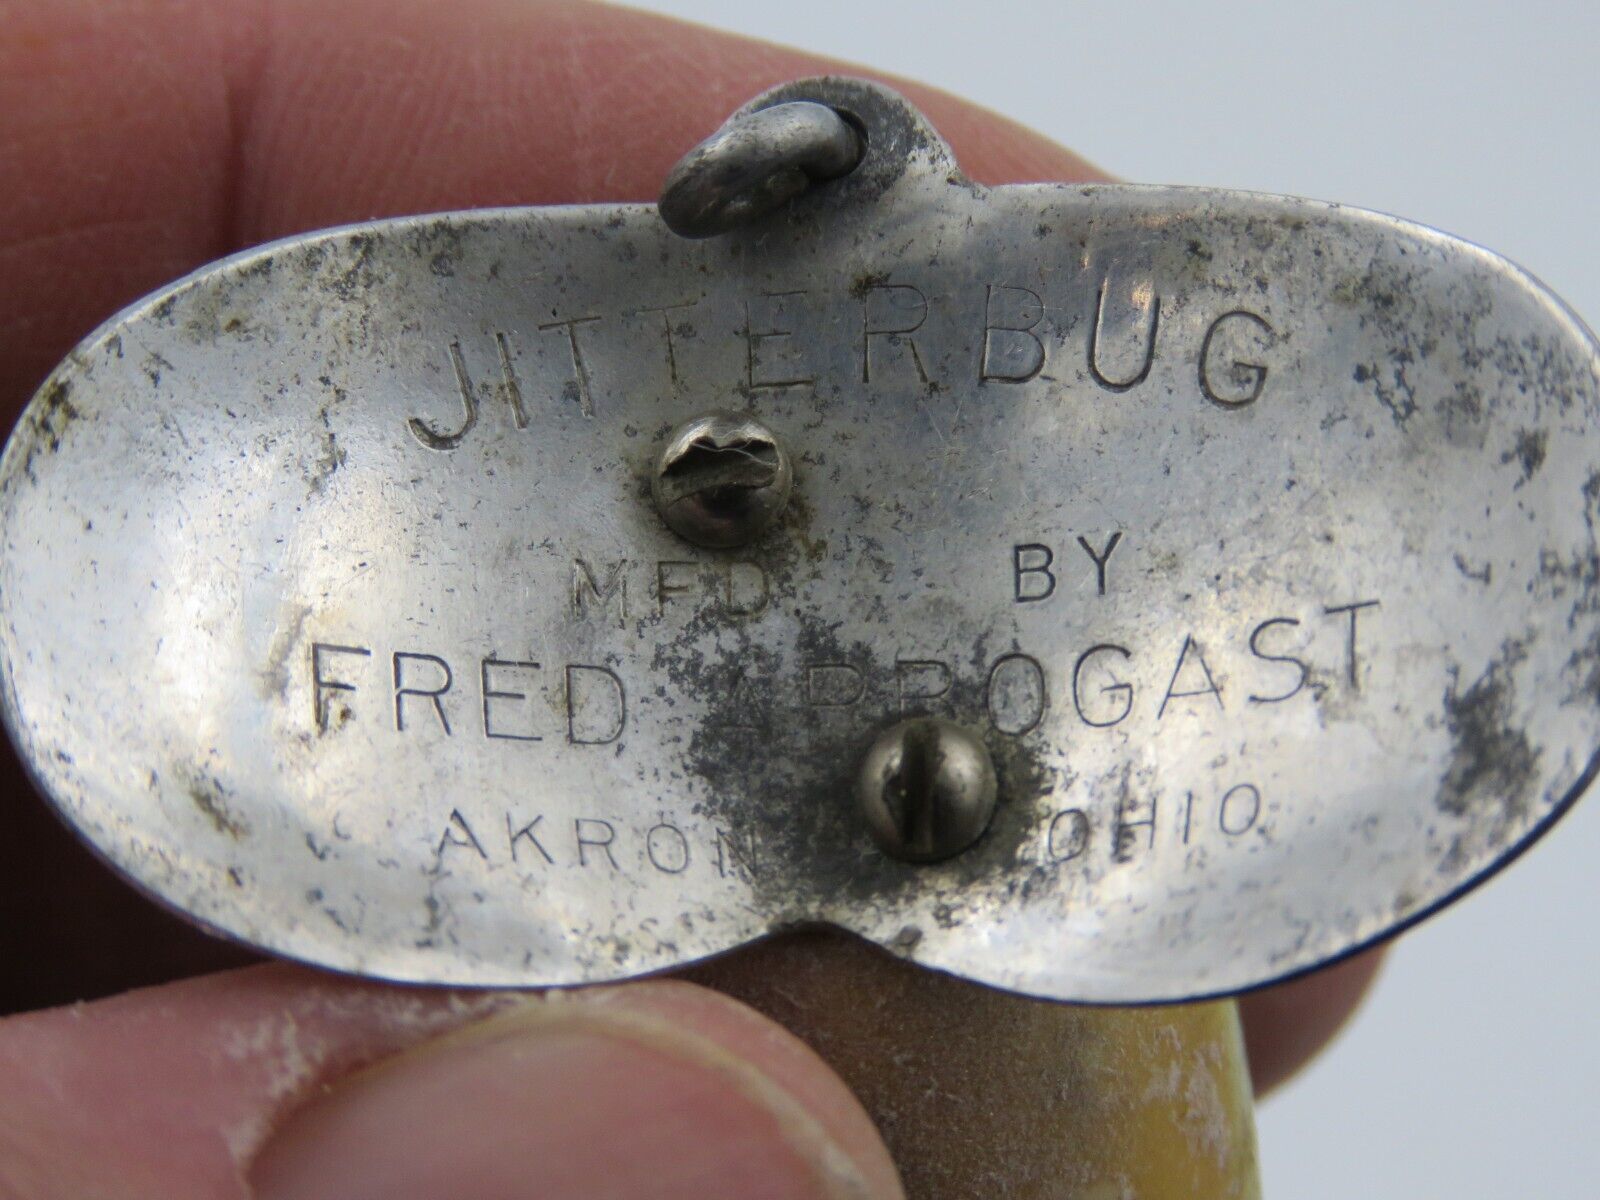 JITTERBUG
MFD BY
FRED ARBOGAST
AKRON OHIO